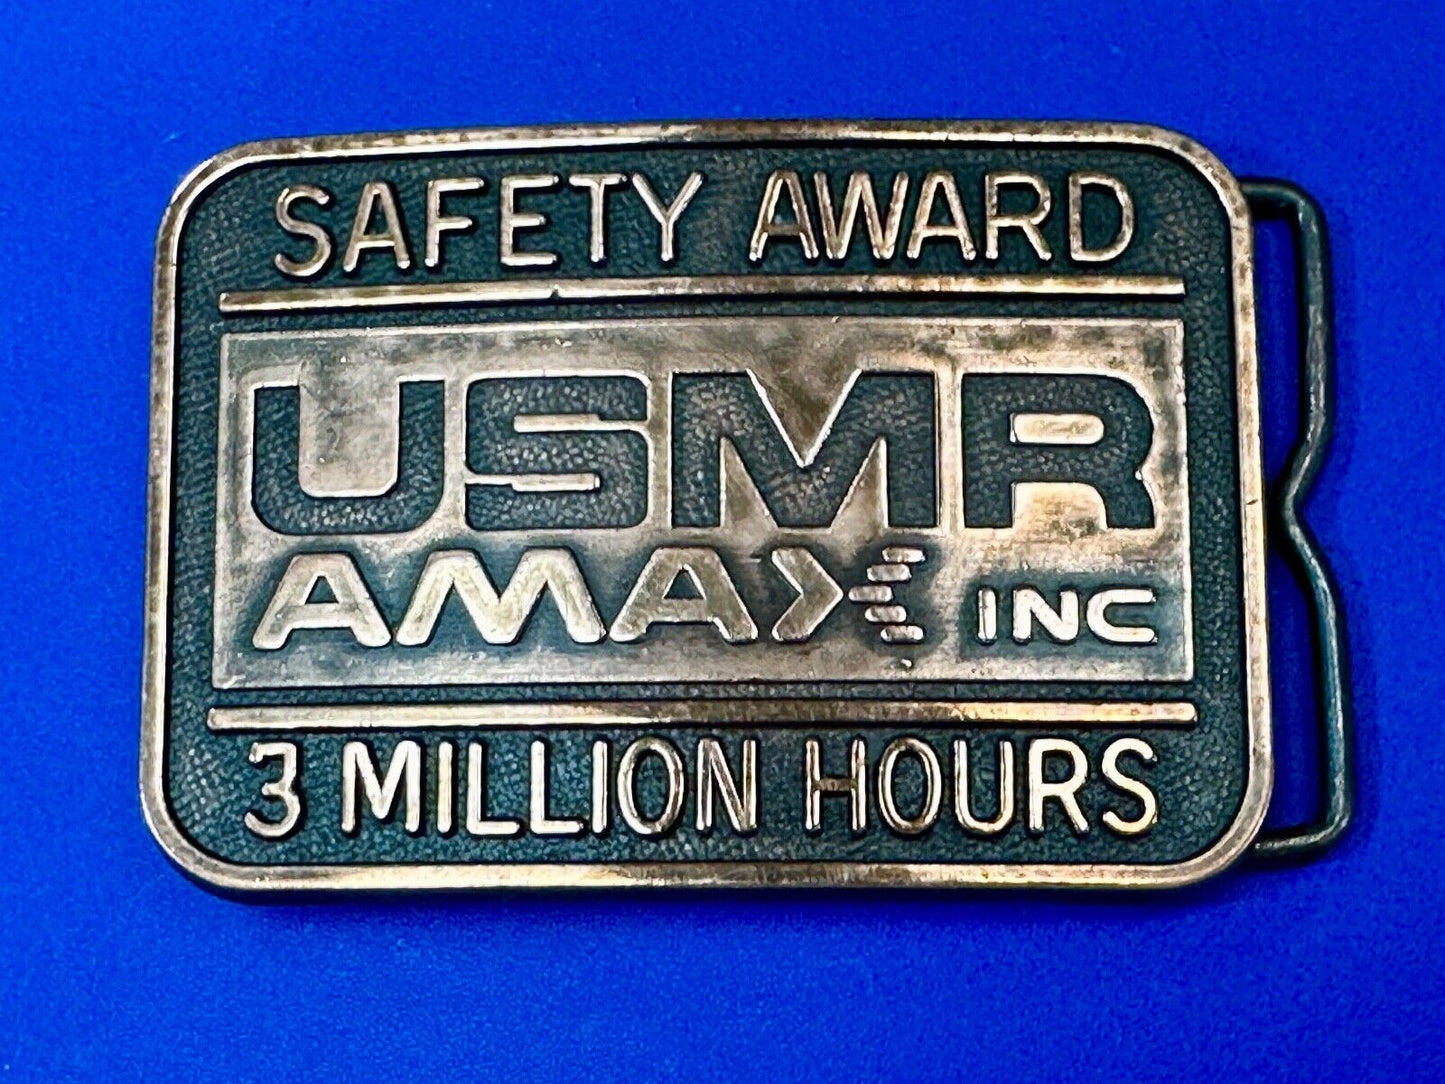 SAFETY AWARD
USMR
AMAX INC
3 MILLION HOURS